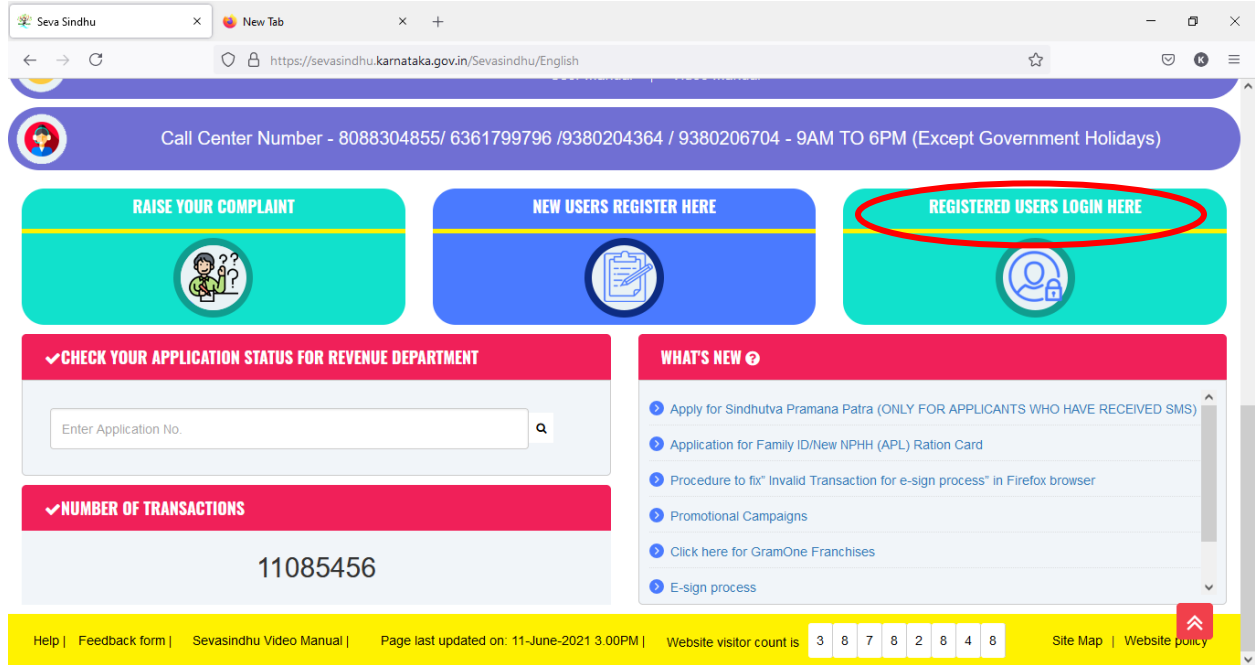 Seva Sindhu
New Tab
https://sevasindhu.karnataka.gov.in/Sevasindhu/English
K
Call Center Number - 8088304855/ 6361799796 /9380204364 / 9380206704 - 9AM TO 6PM (Except Government Holidays)
RAISE YOUR COMPLAINT
NEW USERS REGISTER HERE
REGISTERED USERS LOGIN HERE
CHECK YOUR APPLICATION STATUS FOR REVENUE DEPARTMENT
Enter Application No.
NUMBER OF TRANSACTIONS
11085456
WHAT'S NEW
Apply for Sindhutva Pramana Patra (ONLY FOR APPLICANTS WHO HAVE RECEIVED SMS)
Application for Family ID/New NPHH (APL) Ration Card
Procedure to fix" Invalid Transaction for e-sign process" in Firefox browser
Promotional Campaigns
Click here for GramOne Franchises
E-sign process
Help | Feedback form | Sevasindhu Video Manual | Page last updated on: 11-June-2021 3.00PM | Website visitor count is 3 8 7 8 2 8 4 8 Site Map | Website policy